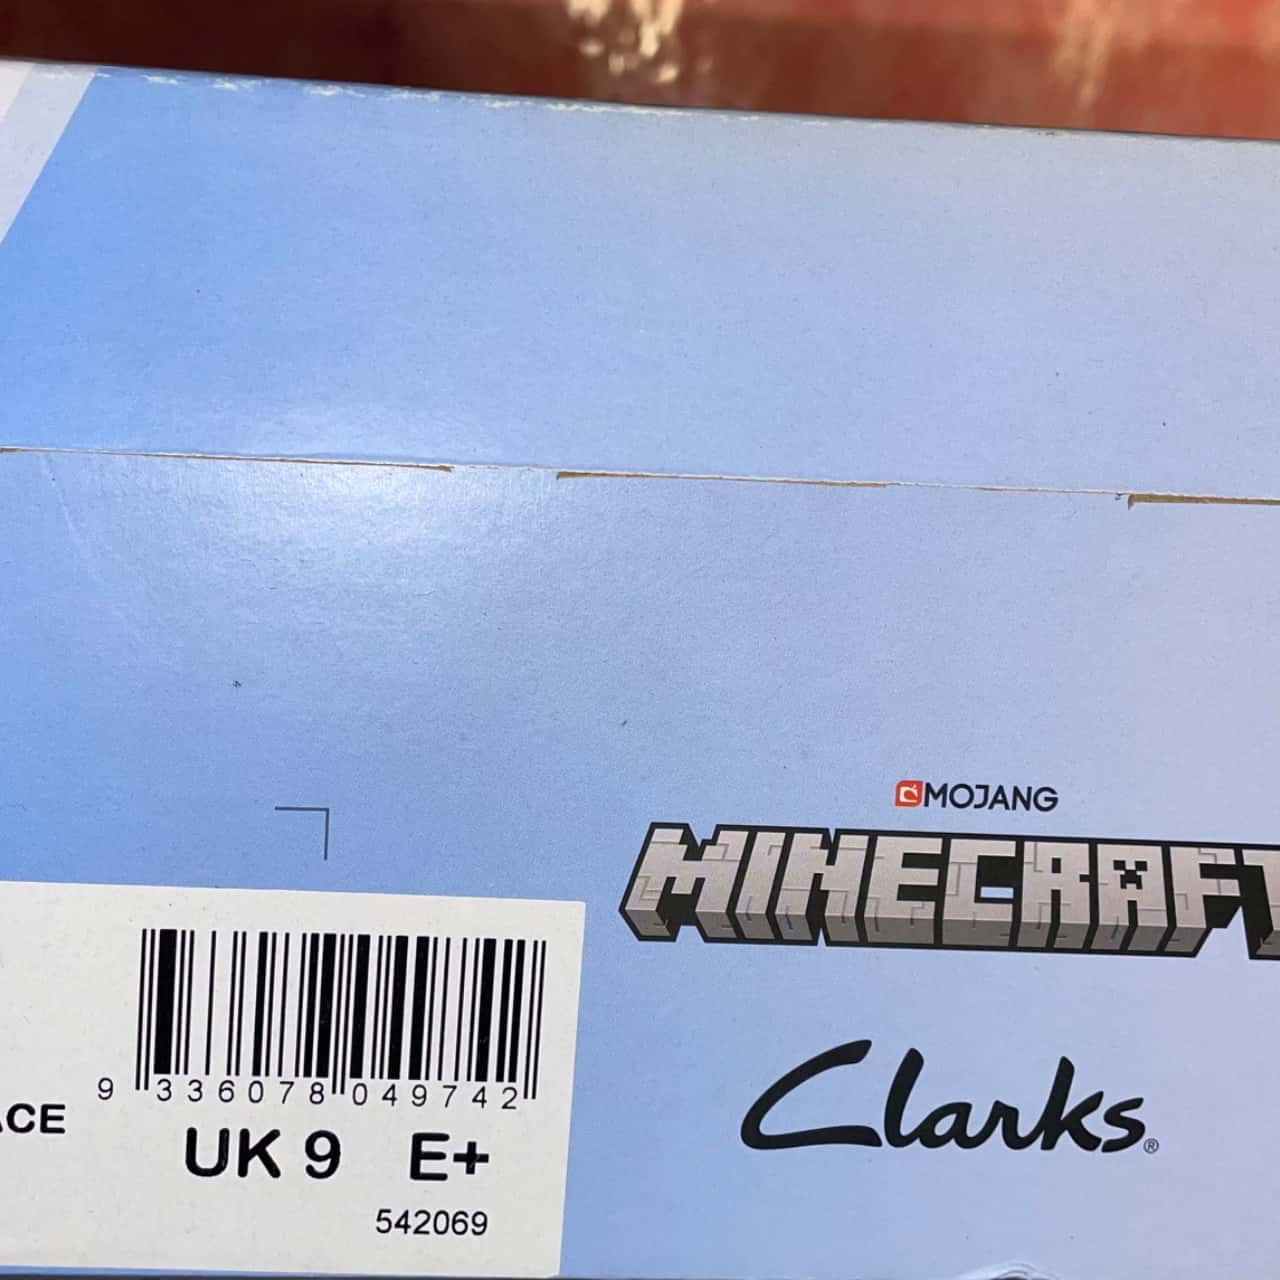 MOJANG
MINECRAFT
Clarks®
9 336078 049742
UK 9 E+
542069